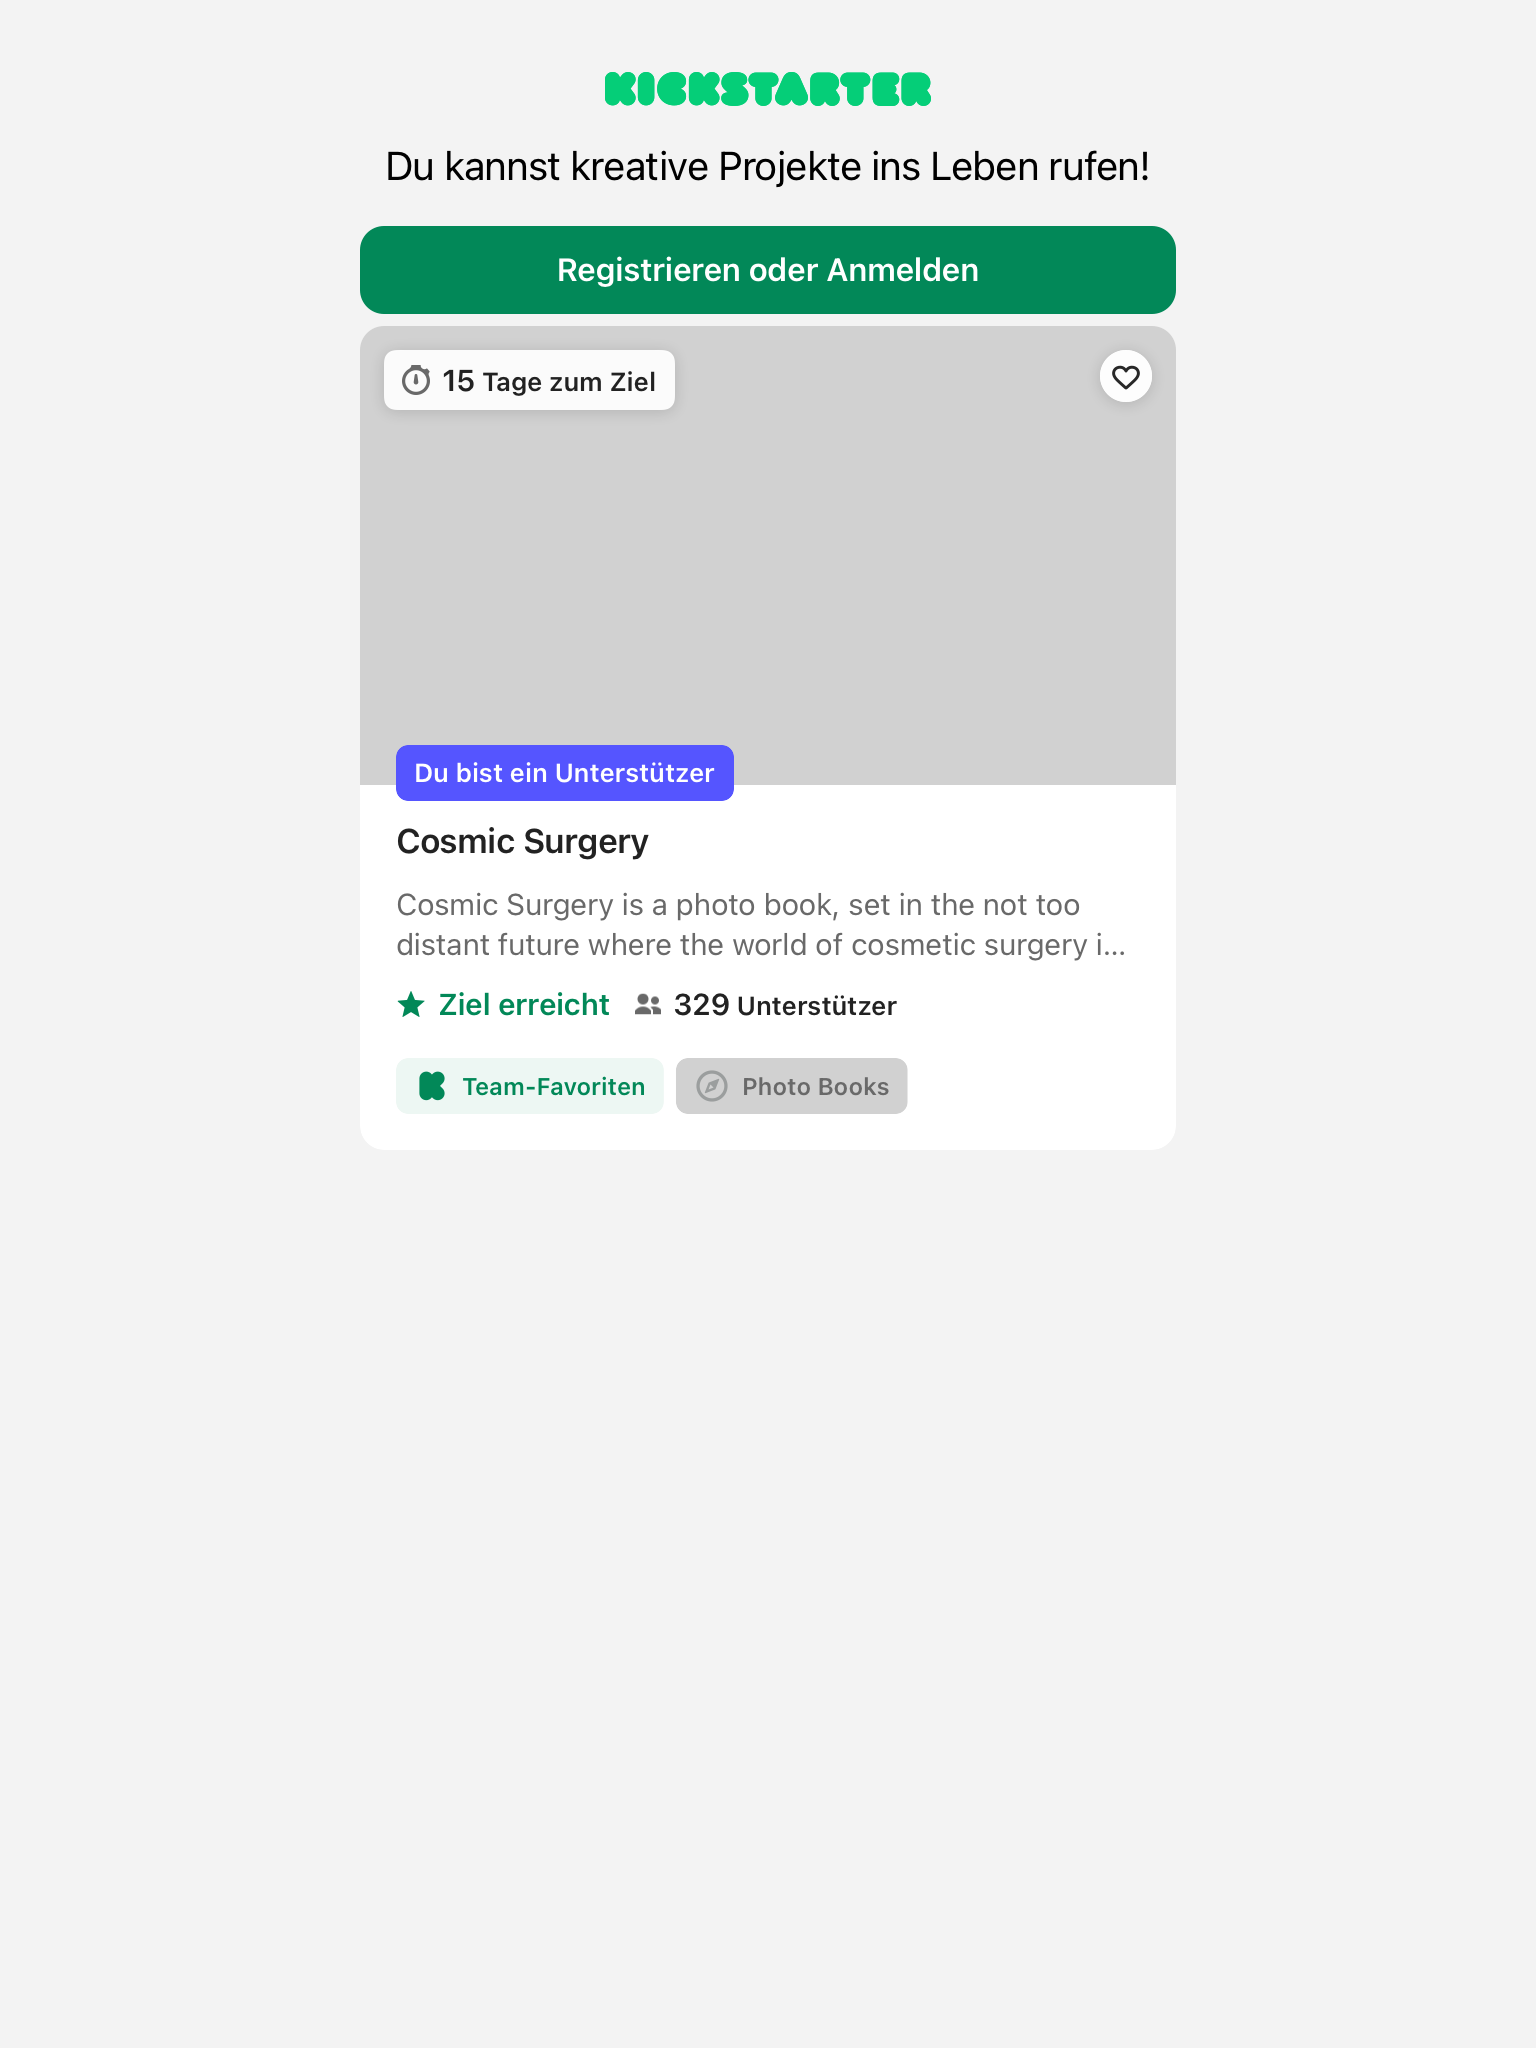 KICKSTARTER
Du kannst kreative Projekte ins Leben rufen!
Registrieren oder Anmelden
15 Tage zum Ziel
Du bist ein Unterstützer
Cosmic Surgery
Cosmic Surgery is a photo book, set in the not too
distant future where the world of cosmetic surgery i...
Ziel erreicht 329 Unterstützer
Team-Favoriten Photo Books